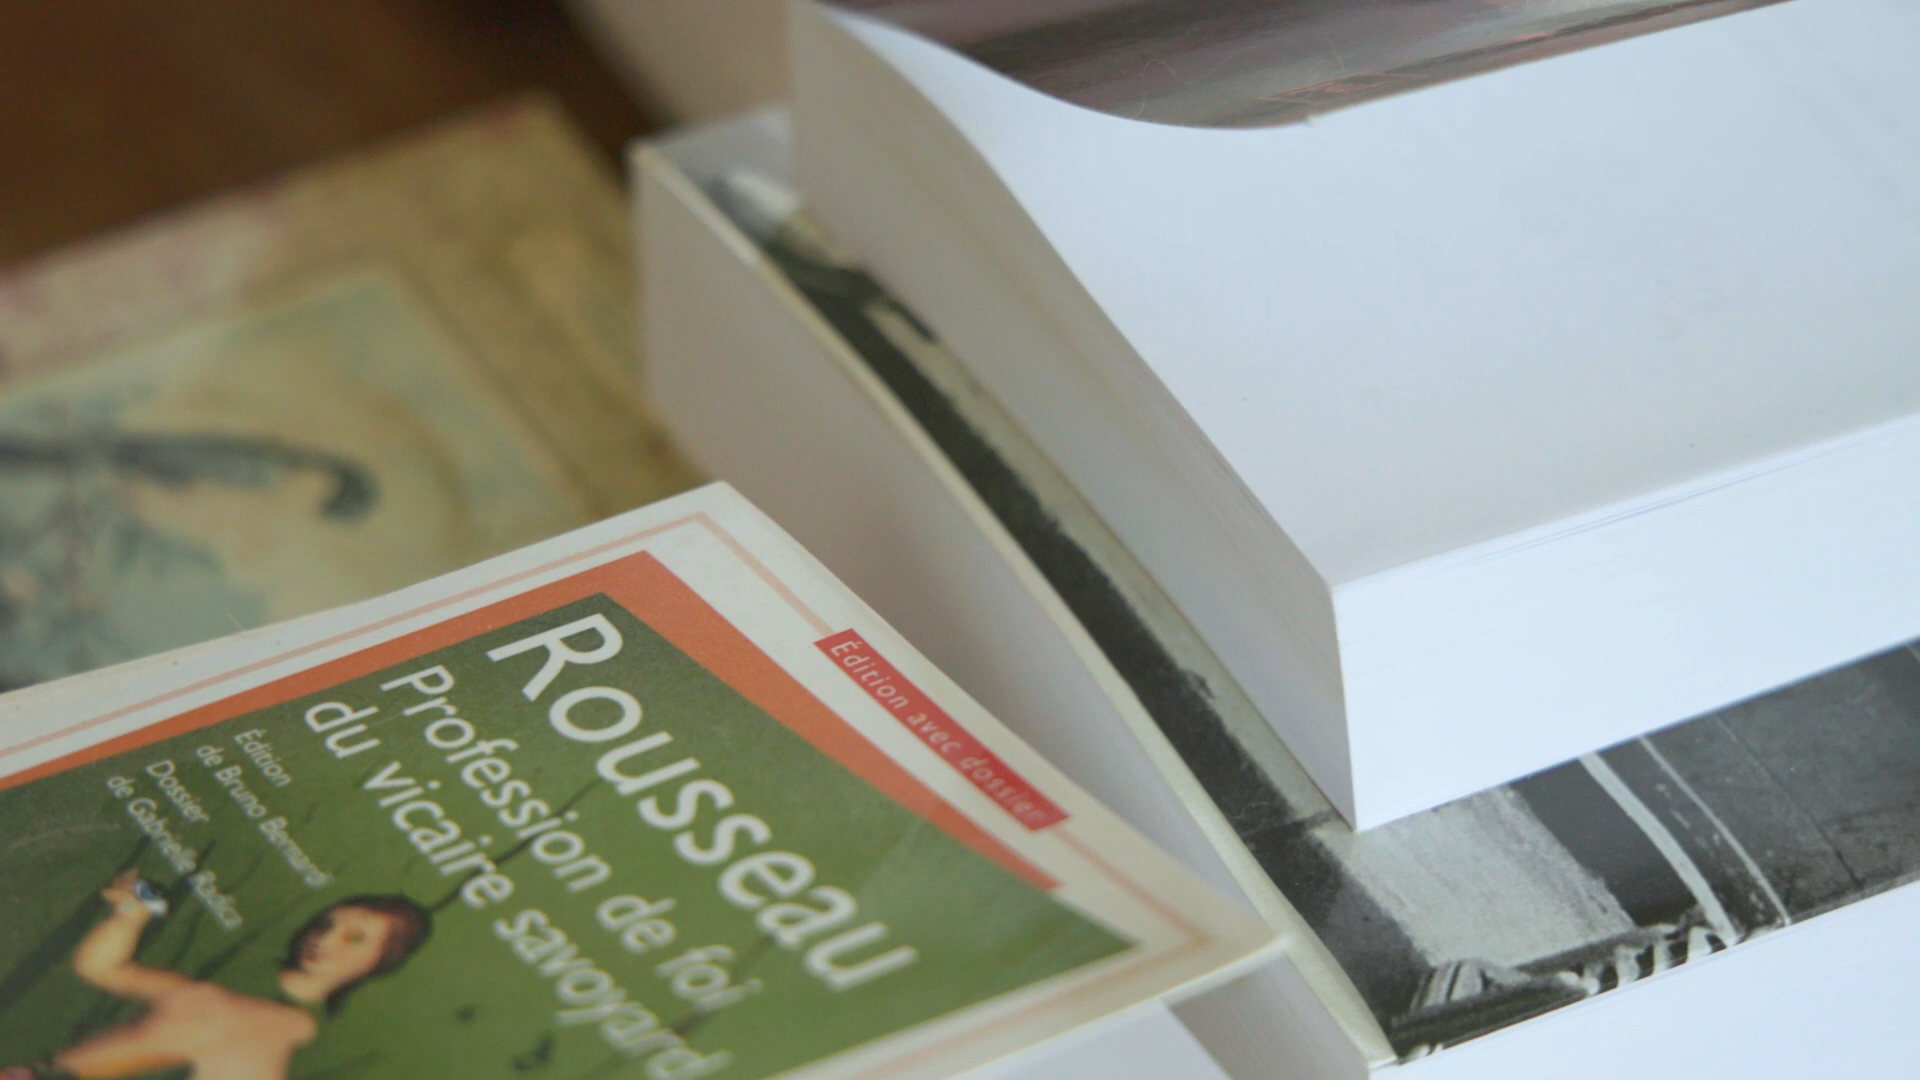 Édition avec dossier
Rousseau
Profession de foi
du vicaire savoyard
Édition
de Bruno Bernardi
Dossier
de Gabrielle Radica